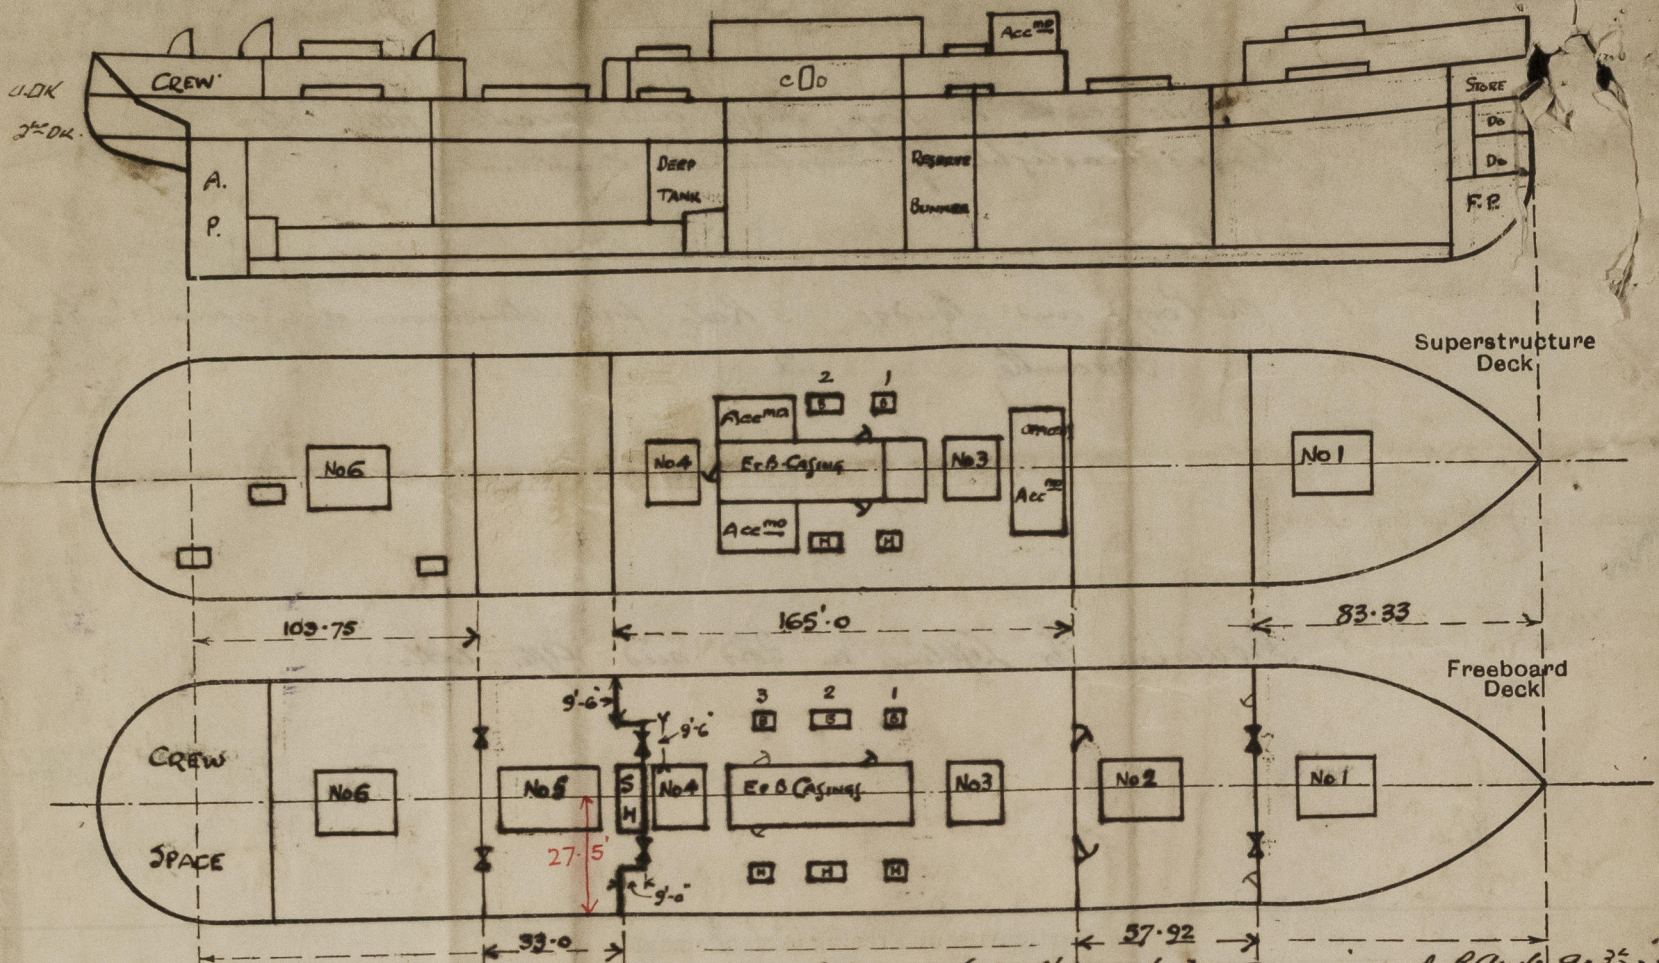 Accᵐᵒ
CREW
U.DK
2ⁿᵈ DK.
STORE
Do
Do
A.
P.
DEEP
TANK
RESERVE
BUNKER
F.P.
Superstructure
Deck
2
1
Accᵐᵒ
B
B
No6
No4
E&B CASING
No3
OFFICERS
Accᵐᵒ
No1
Accᵐᵒ
H
H
103.75
165'.0
83.33
Freeboard
Deck
9'-6"
3
2
1
B
B
B
9'-6"
CREW
SPACE
No6
No5
S
H
No4
E&B CASINGS
No3
No2
No1
27.5'
H
H
H
9'-0"
33.0
57.92